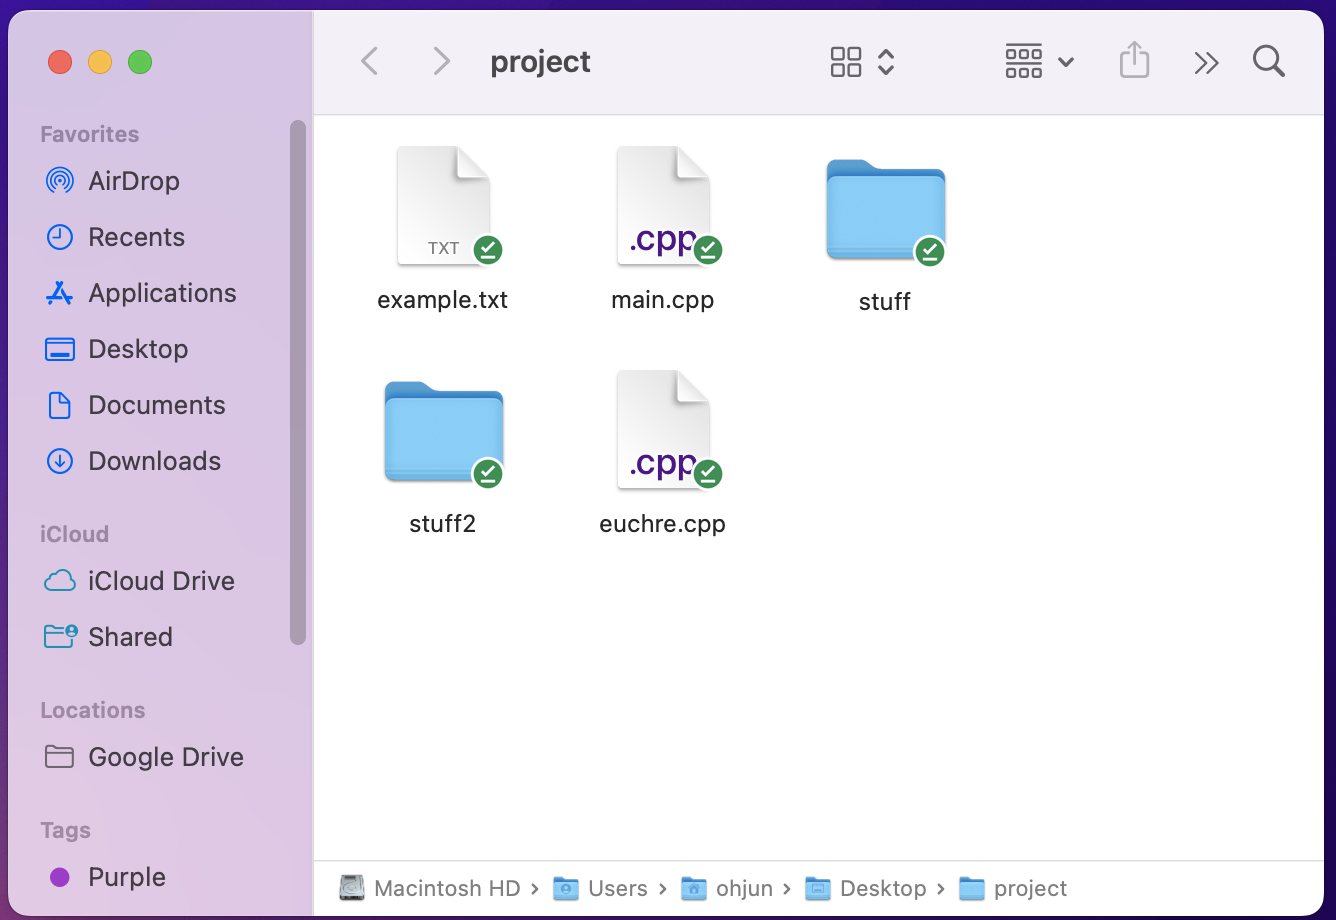 project
Favorites
AirDrop
Recents
Applications
Desktop
Documents
Downloads
iCloud
iCloud Drive
Shared
Locations
Google Drive
Tags
Purple
TXT
.cpp
example.txt
main.cpp
stuff
.cpp
stuff2
euchre.cpp
Macintosh HD › Users › ohjun › Desktop › project